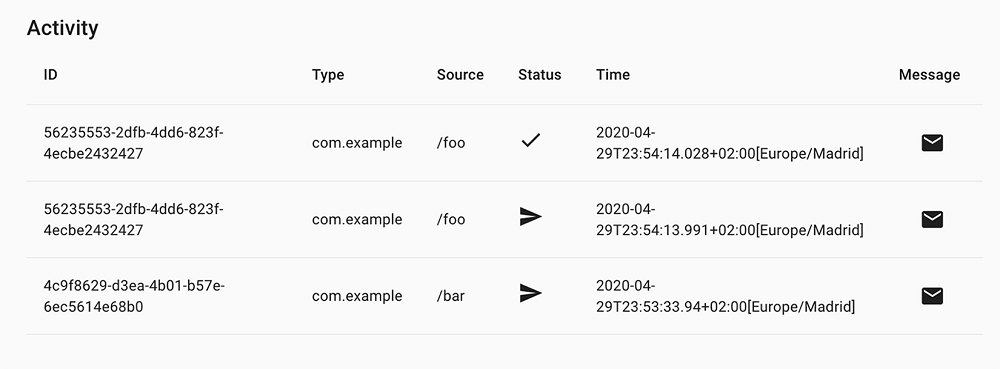 Activity
ID Type Source Status Time Message
56235553-2dfb-4dd6-823f- 2020-04-
com.example /foo
4ecbe2432427 29T23:54:14.028+02:00[Europe/Madrid]
56235553-2dfb-4dd6-823f- 2020-04-
com.example /foo
4ecbe2432427 29T23:54:13.991+02:00[Europe/Madrid]
4c9f8629-d3ea-4b01-b57e- 2020-04-
com.example /bar
6ec5614e68b0 29T23:53:33.94+02:00[Europe/Madrid]